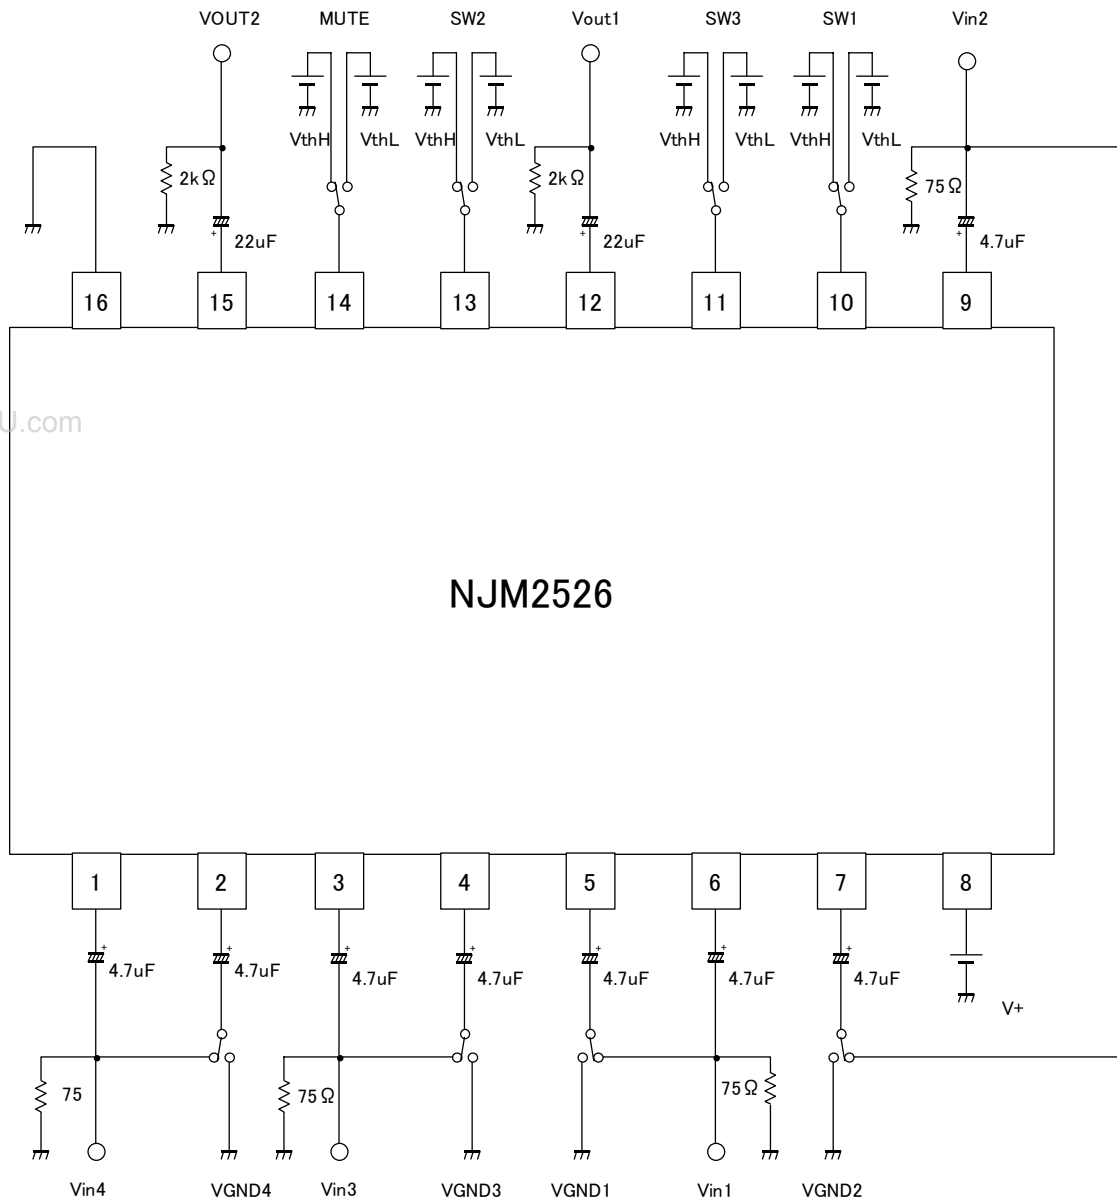 VOUT2 MUTE SW2 Vout1 SW3 SW1 Vin2
VthH VthL VthH VthL VthH VthL VthH VthL
2kΩ 2kΩ 75Ω
+ 22uF + 22uF + 4.7uF
16 15 14 13 12 11 10 9
U.com
NJM2526
1 2 3 4 5 6 7 8
+ + + + + + +
4.7uF 4.7uF 4.7uF 4.7uF 4.7uF 4.7uF 4.7uF
V+
75 75Ω 75Ω
Vin4 VGND4 Vin3 VGND3 VGND1 Vin1 VGND2